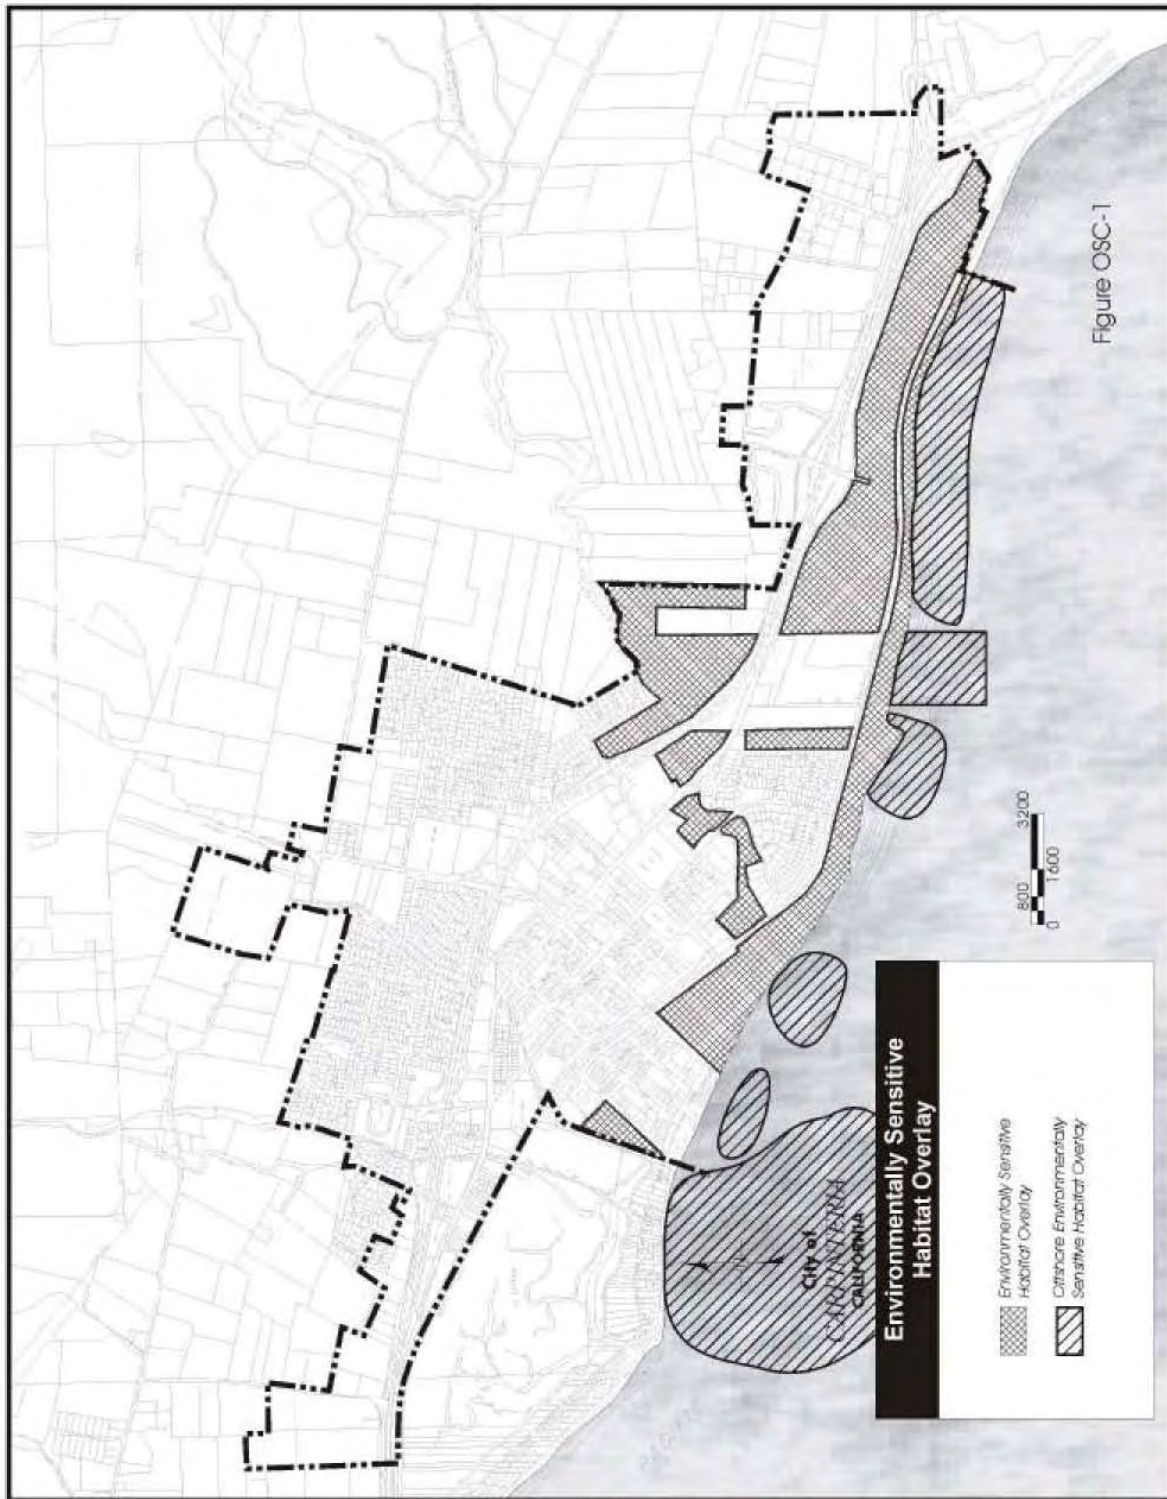 City of
CARPINTERIA
CALIFORNIA
Environmentally Sensitive
Habitat Overlay
Environmentally Sensitive
Habitat Overlay
Offshore Environmentally
Sensitive Habitat Overlay
0 800 1600 3200
Figure OSC-1